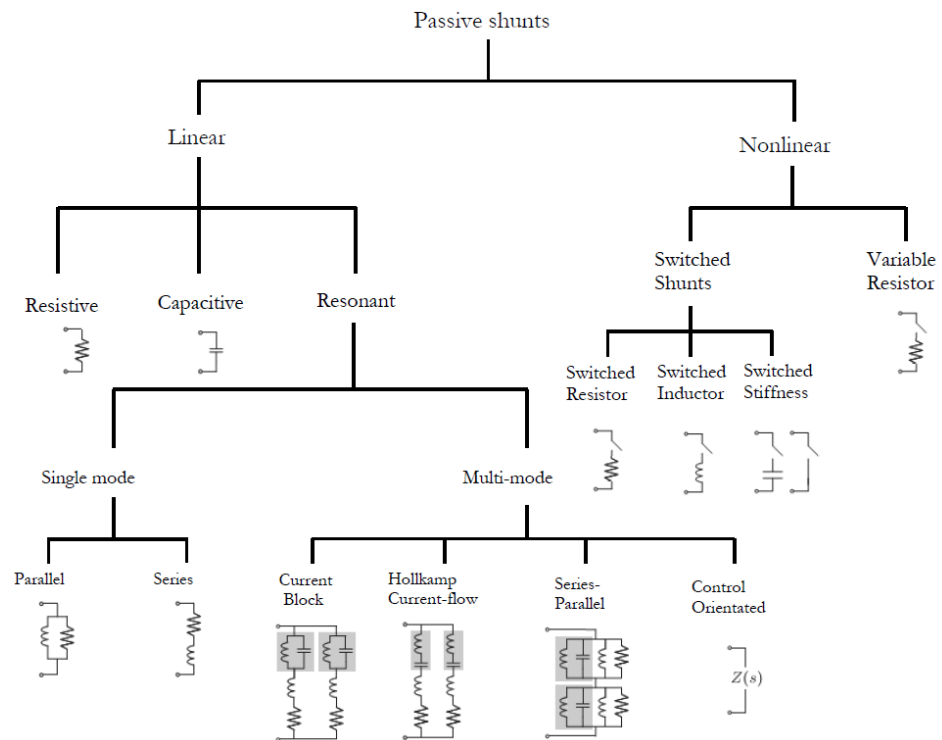 Passive shunts
Linear
Nonlinear
Resistive
Capacitive
Resonant
Switched
Shunts
Variable
Resistor
Switched
Resistor
Switched
Inductor
Switched
Stiffness
Single mode
Multi-mode
Parallel
Series
Current
Block
Hollkamp
Current-flow
Series-
Parallel
Control
Orientated
Z(s)